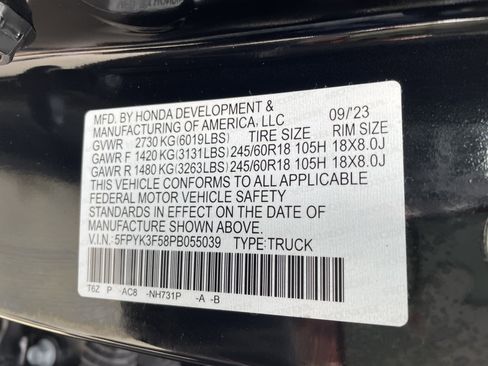 MFD. BY HONDA DEVELOPMENT & 09/'23
MANUFACTURING OF AMERICA, LLC
GVWR 2730 KG(6019LBS) TIRE SIZE RIM SIZE
GAWR F 1420 KG(3131LBS) 245/60R18 105H 18X8.0J
GAWR R 1480 KG(3263LBS) 245/60R18 105H 18X8.0J
THIS VEHICLE CONFORMS TO ALL APPLICABLE
FEDERAL MOTOR VEHICLE SAFETY
STANDARDS IN EFFECT ON THE DATE OF
MANUFACTURE SHOWN ABOVE.
V.I.N.:5FPYK3F58PB055039 TYPE:TRUCK
T6Z P -AC8 -NH731P -A -B